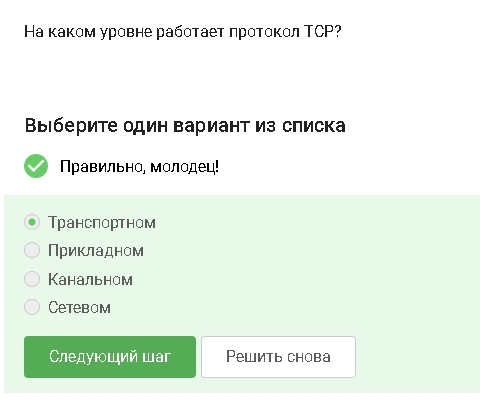 На каком уровне работает протокол TCP?
Выберите один вариант из списка
Правильно, молодец!
Транспортном
Прикладном
Канальном
Сетевом
Следующий шаг
Решить снова